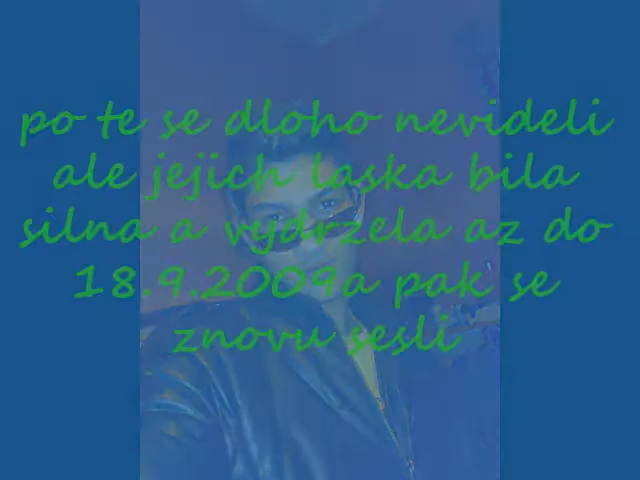 po te se dloho nevideli
ale jejich laska bila
silna a vydrzela az do
18.9.2009a pak se
znovu sesli